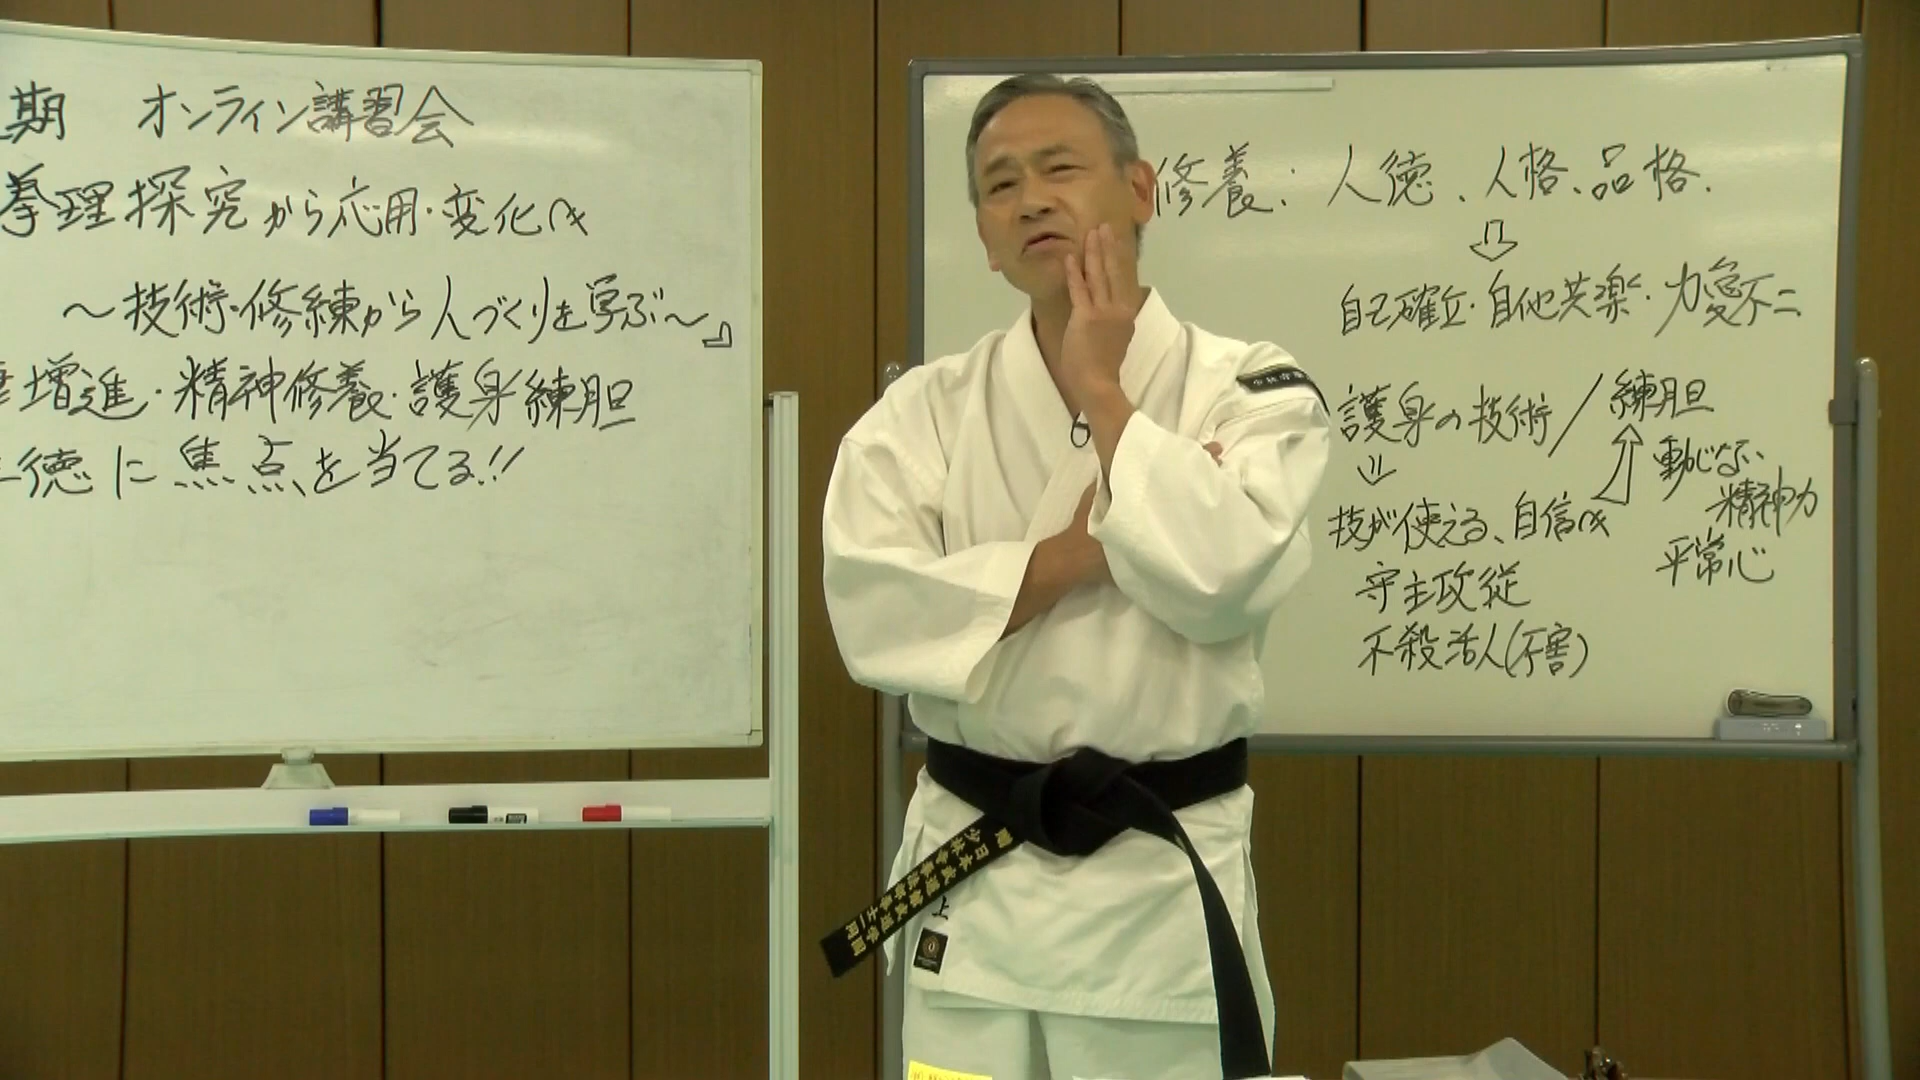 期 オンライン講習会
拳理探究から応用・変化へ
～技術・修練から人づくりを学ぶ～』
増進・精神修養・護身練胆
徳に焦点を当てる!!
修養: 人徳、人格、品格.
⇩
自己確立・自他共楽・力愛不二
護身の技術/練胆
⇓ ⇧ 動じない
技が使える、自信へ 精神力
守主攻従 平常心
不殺活人(不害)
少林寺拳
上